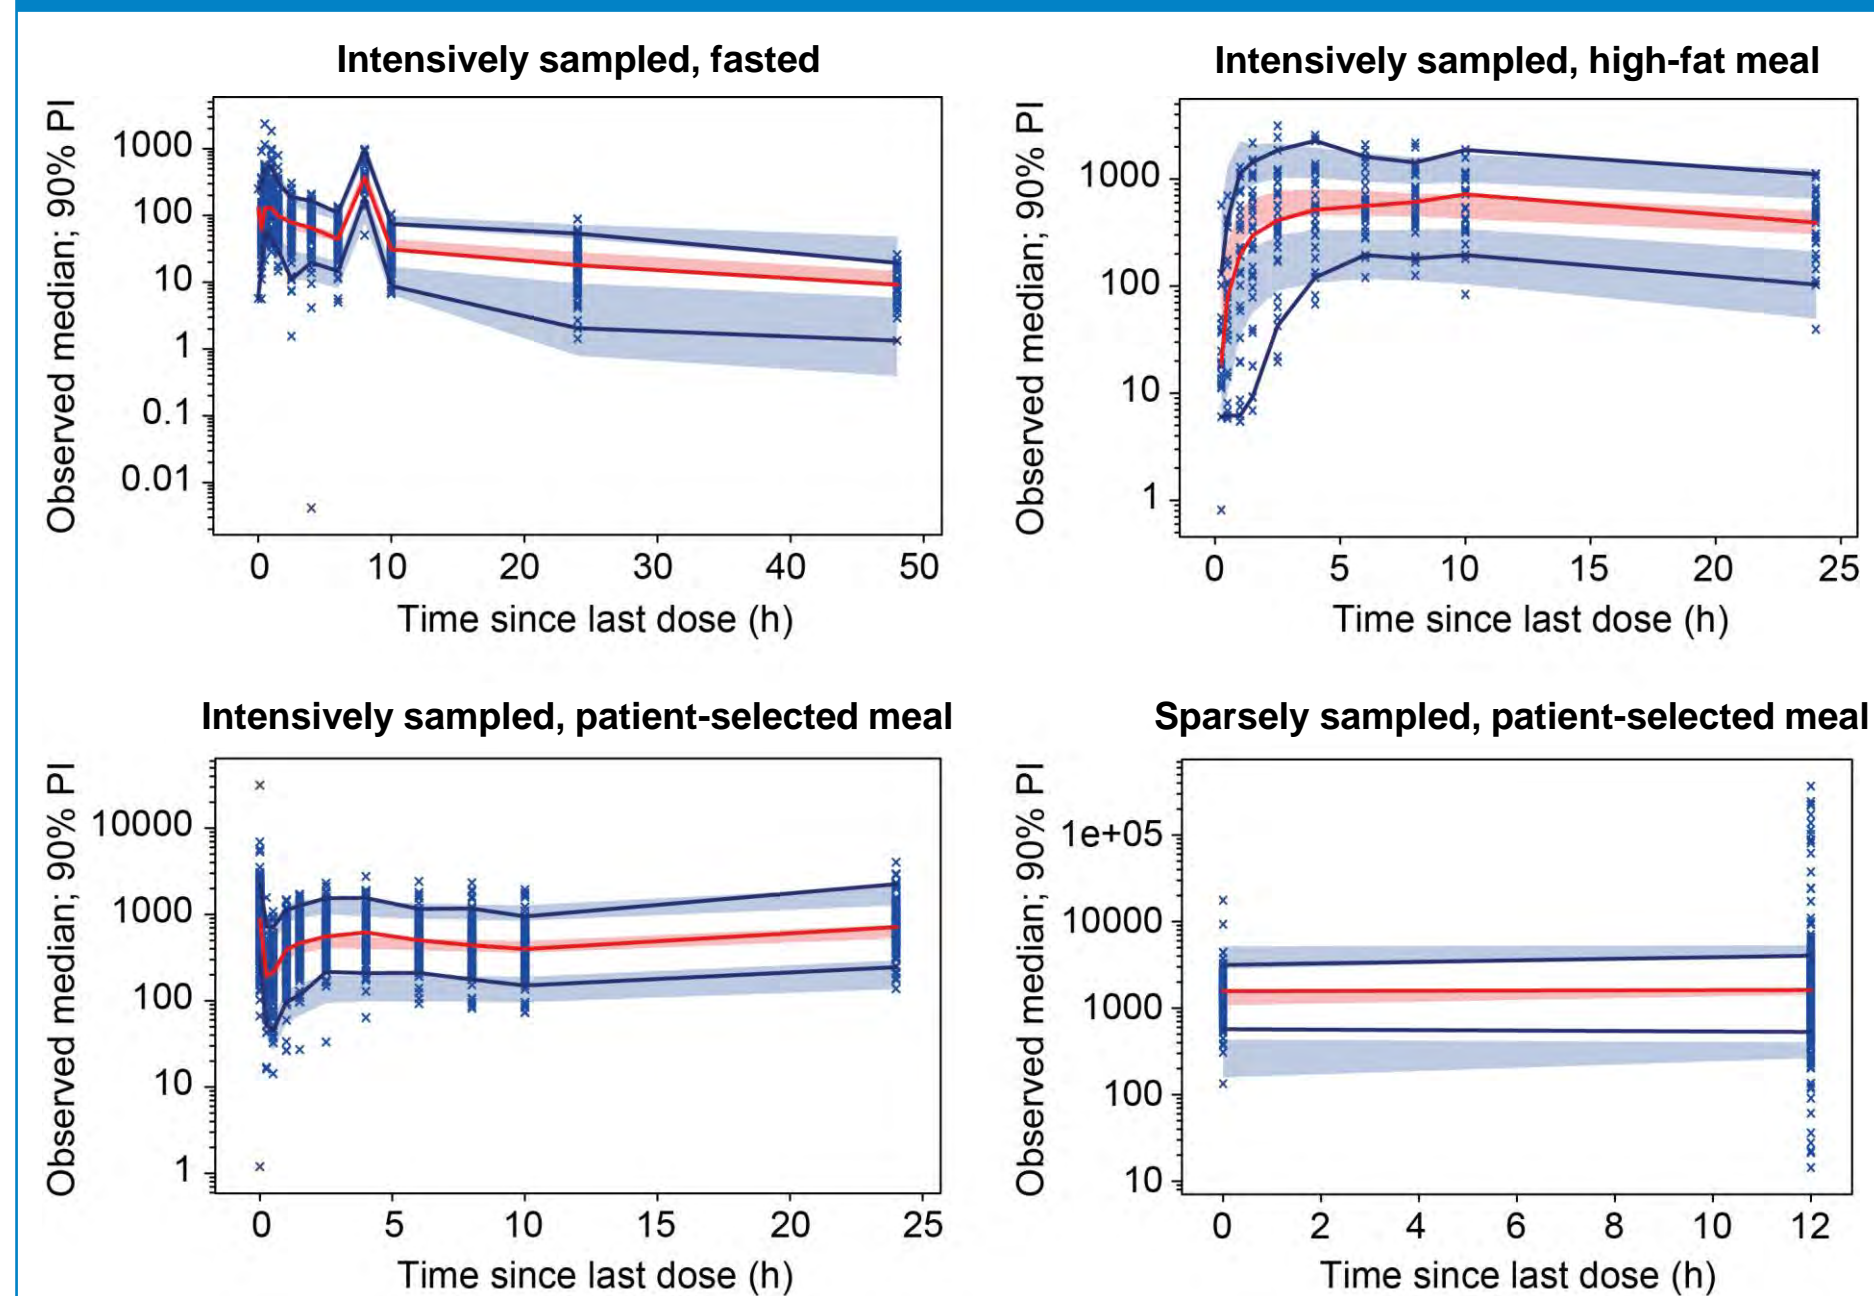 Intensively sampled, fasted
Observed median; 90% PI
1000
100
10
1
0.1
0.01
0 10 20 30 40 50
Time since last dose (h)
Intensively sampled, high-fat meal
Observed median; 90% PI
1000
100
10
1
0 5 10 15 20 25
Time since last dose (h)
Intensively sampled, patient-selected meal
Observed median; 90% PI
10000
1000
100
10
1
0 5 10 15 20 25
Time since last dose (h)
Sparsely sampled, patient-selected meal
Observed median; 90% PI
1e+05
10000
1000
100
10
0 2 4 6 8 10 12
Time since last dose (h)